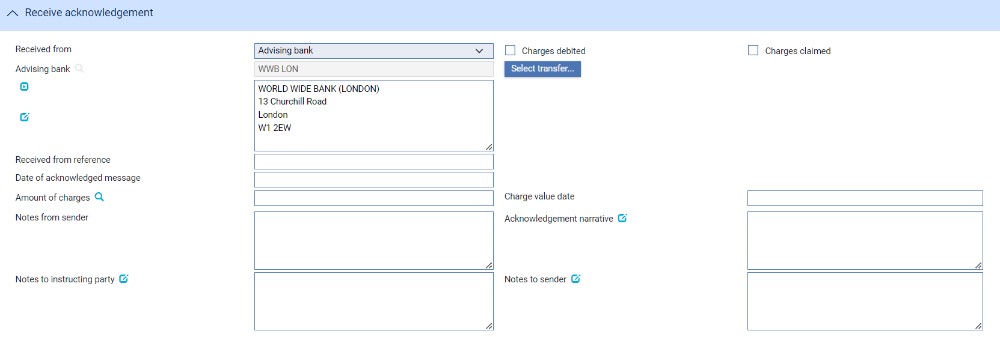 Receive acknowledgement
Received from
Advising bank
Charges debited
Charges claimed
Advising bank
WWB LON
Select transfer...
WORLD WIDE BANK (LONDON)
13 Churchill Road
London
W1 2EW
Received from reference
Date of acknowledged message
Amount of charges
Charge value date
Notes from sender
Acknowledgement narrative
Notes to instructing party
Notes to sender